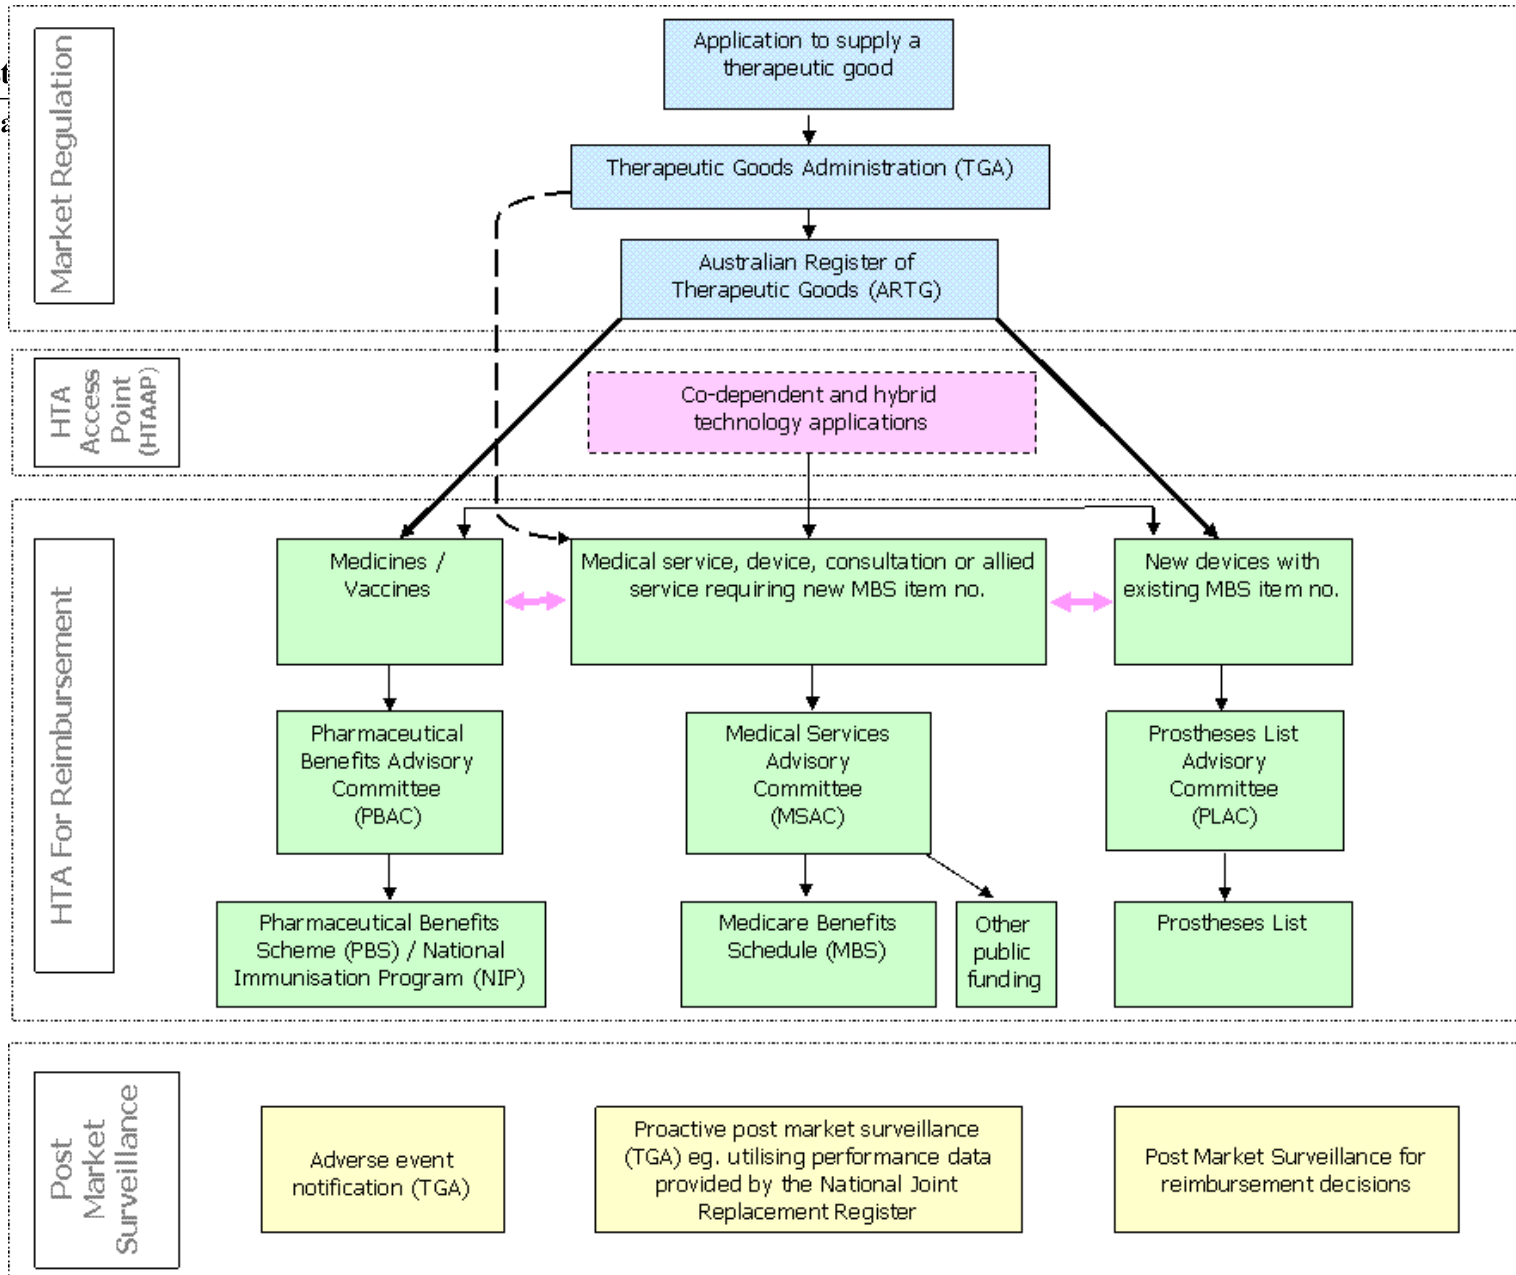 Market Regulation
Application to supply a
therapeutic good
Therapeutic Goods Administration (TGA)
Australian Register of
Therapeutic Goods (ARTG)
HTA
Access
Point
(HTAAP)
Co-dependent and hybrid
technology applications
HTA For Reimbursement
Medicines /
Vaccines
Medical service, device, consultation or allied
service requiring new MBS item no.
New devices with
existing MBS item no.
Pharmaceutical
Benefits Advisory
Committee
(PBAC)
Medical Services
Advisory
Committee
(MSAC)
Prostheses List
Advisory
Committee
(PLAC)
Pharmaceutical Benefits
Scheme (PBS) / National
Immunisation Program (NIP)
Medicare Benefits
Schedule (MBS)
Other
public
funding
Prostheses List
Post
Market
Surveillance
Adverse event
notification (TGA)
Proactive post market surveillance
(TGA) eg. utilising performance data
provided by the National Joint
Replacement Register
Post Market Surveillance for
reimbursement decisions